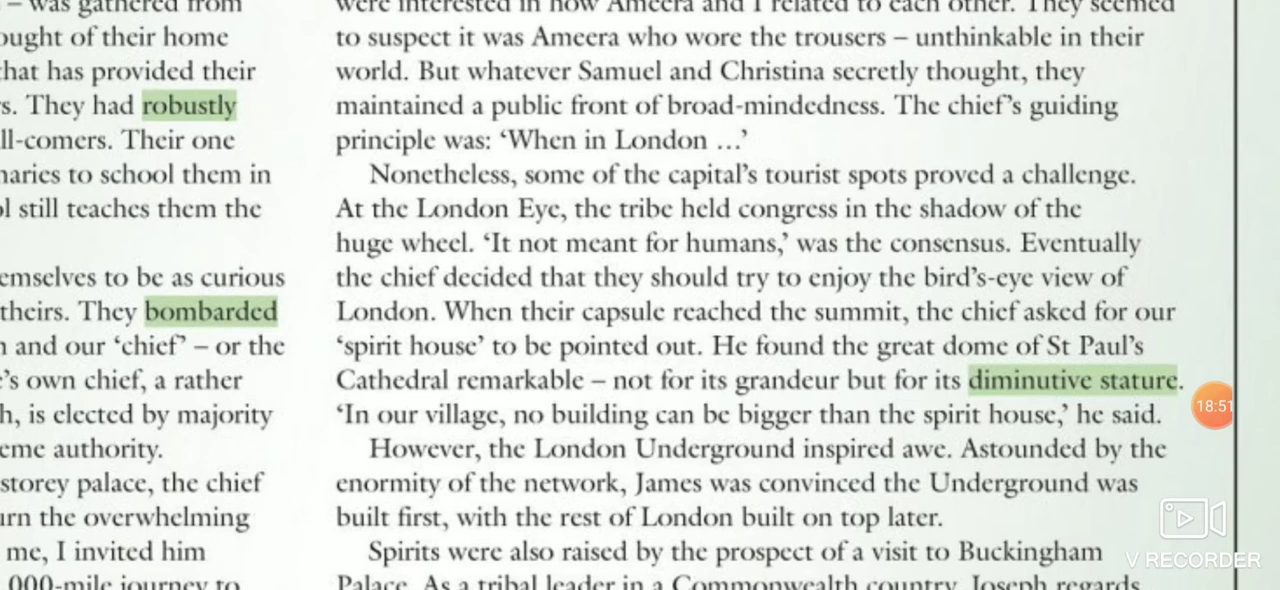 – was gathered from
ought of their home
that has provided their
s. They had robustly
ll-comers. Their one
naries to school them in
ol still teaches them the
emselves to be as curious
theirs. They bombarded
n and our ‘chief’ – or the
e’s own chief, a rather
h, is elected by majority
eme authority.
storey palace, the chief
urn the overwhelming
me, I invited him
000-mile journey to
were interested in how Ameera and I related to each other. They seemed
to suspect it was Ameera who wore the trousers – unthinkable in their
world. But whatever Samuel and Christina secretly thought, they
maintained a public front of broad-mindedness. The chief’s guiding
principle was: ‘When in London ...’
Nonetheless, some of the capital’s tourist spots proved a challenge.
At the London Eye, the tribe held congress in the shadow of the
huge wheel. ‘It not meant for humans,’ was the consensus. Eventually
the chief decided that they should try to enjoy the bird’s-eye view of
London. When their capsule reached the summit, the chief asked for our
‘spirit house’ to be pointed out. He found the great dome of St Paul’s
Cathedral remarkable – not for its grandeur but for its diminutive stature.
‘In our village, no building can be bigger than the spirit house,’ he said.
However, the London Underground inspired awe. Astounded by the
enormity of the network, James was convinced the Underground was
built first, with the rest of London built on top later.
Spirits were also raised by the prospect of a visit to Buckingham
Palace. As a tribal leader in a Commonwealth country, Joseph regards
18:51
V RECORDER